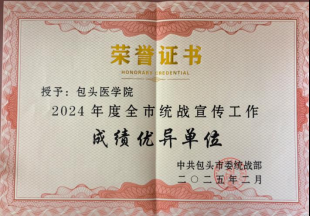 荣誉证书
HONORARY CREDENTIAL
授予：包头医学院
2024年度全市统战宣传工作
成绩优异单位
中共包头市委统战部
二〇二五年二月